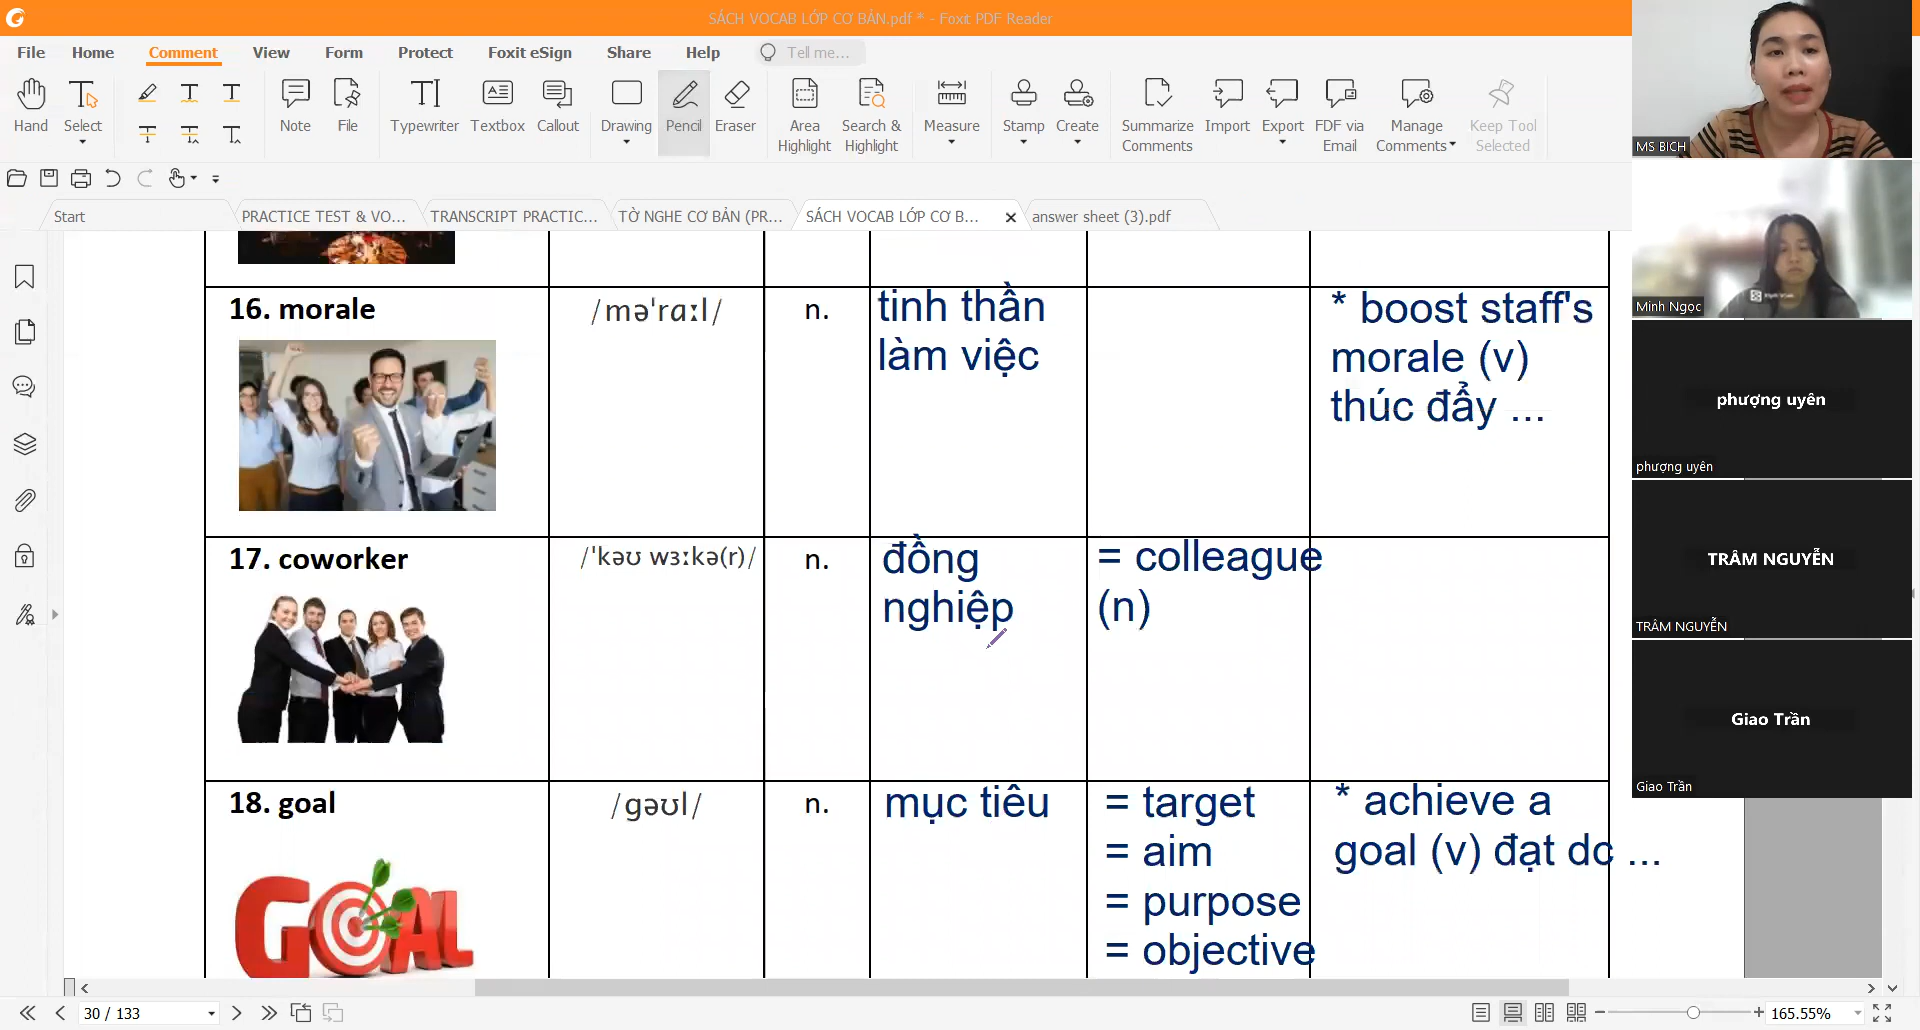 SÁCH VOCAB LỚP CƠ BẢN.pdf * - Foxit PDF Reader
File Home Comment View Form Protect Foxit eSign Share Help Tell me...
Hand Select Note File Typewriter Textbox Callout Drawing Pencil Eraser Area Highlight Search & Highlight Measure Stamp Create Summarize Comments Import Export FDF via Email Manage Comments Keep Tool Selected
Start PRACTICE TEST & VO... TRANSCRIPT PRACTIC... TỜ NGHE CƠ BẢN (PR... SÁCH VOCAB LỚP CƠ B... answer sheet (3).pdf
16. morale /məˈrɑːl/ n. tinh thần * boost staff's
làm việc morale (v)
thúc đẩy ...
17. coworker /ˈkəʊ wɜːkə(r)/ n. đồng = colleague
nghiệp (n)
18. goal /ɡəʊl/ n. mục tiêu = target * achieve a
= aim goal (v) đạt dc ...
= purpose
= objective
GOAL
MS BICH
Minh Ngọc
phượng uyên
phượng uyên
TRÂM NGUYỄN
TRÂM NGUYỄN
Giao Trần
Giao Trần
30 / 133 165.55%